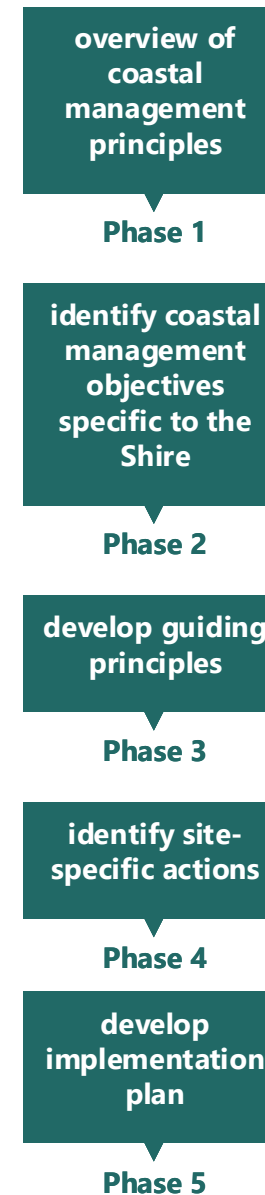 overview of
coastal
management
principles
Phase 1
identify coastal
management
objectives
specific to the
Shire
Phase 2
develop guiding
principles
Phase 3
identify site-
specific actions
Phase 4
develop
implementation
plan
Phase 5